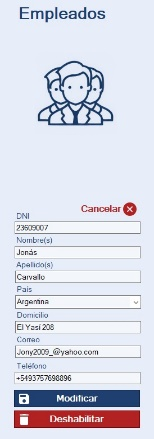 Empleados
Cancelar
DNI
23609007
Nombre(s)
Jonás
Apellido(s)
Carvallo
País
Argentina
Domicilio
El Yasí 208
Correo
Jony2009_@yahoo.com
Teléfono
+5493757698896
Modificar
Deshabilitar